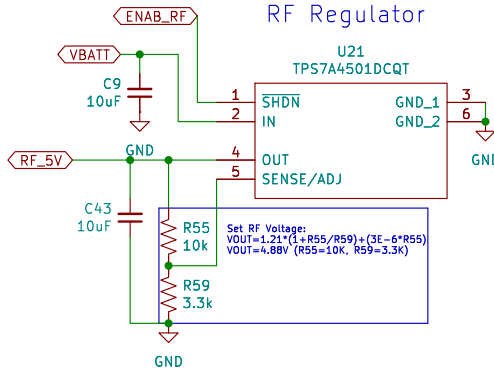 RF Regulator
ENAB_RF
VBATT
C9
10uF
GND
U21
TPS7A4501DCQT
1
SHDN
2
IN
3
GND_1
6
GND_2
GND
RF_5V
4
OUT
5
SENSE/ADJ
C43
10uF
R55
10k
R59
3.3k
Set RF Voltage:
VOUT=1.21*(1+R55/R59)+(3E-6*R55)
VOUT=4.88V (R55=10K, R59=3.3K)
GND